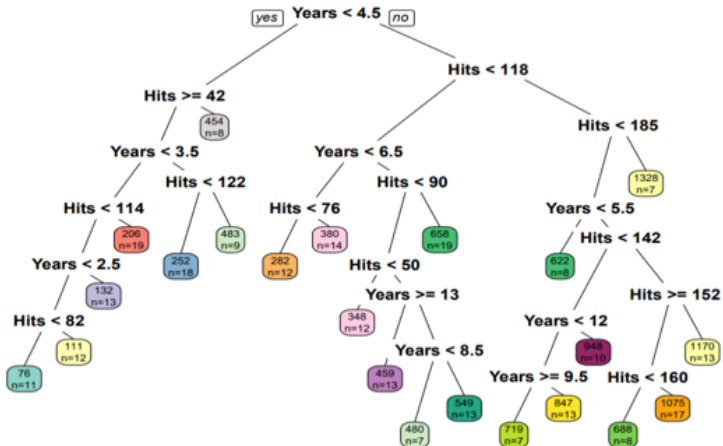 yes Years < 4.5 no
Hits < 118
Hits >= 42
454
n=8
Hits < 185
Years < 3.5
Years < 6.5
1328
n=7
Hits < 122
Hits < 90
Hits < 114
Hits < 76
Years < 5.5
206
n=19
483
n=9
380
n=14
658
n=19
Hits < 142
Years < 2.5
252
n=18
282
n=12
Hits < 50
622
n=8
132
n=13
Years >= 13
Hits >= 152
Hits < 82
348
n=12
Years < 12
111
n=12
Years < 8.5
948
n=10
1170
n=13
76
n=11
459
n=13
Years >= 9.5
Hits < 160
549
n=13
847
n=13
1075
n=17
480
n=7
719
n=7
688
n=8